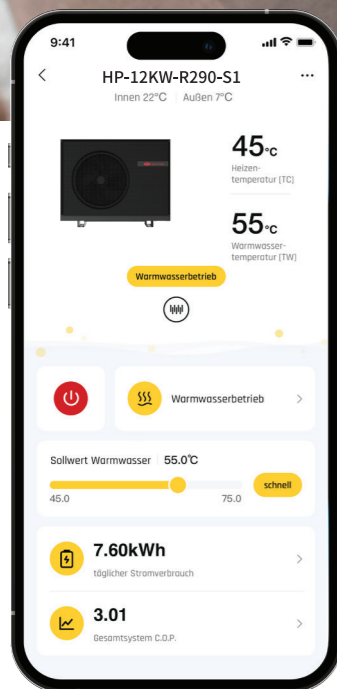 9:41
HP-12KW-R290-S1
Innen 22°C
Außen 7°C
45°C
Heizen-
temperatur [TC]
55°C
Warmwasser-
temperatur [TW]
Warmwasserbetrieb
Warmwasserbetrieb
Sollwert Warmwasser
55.0°C
45.0
75.0
schnell
7.60kWh
täglicher Stromverbrauch
3.01
Gesamtsystem C.O.P.